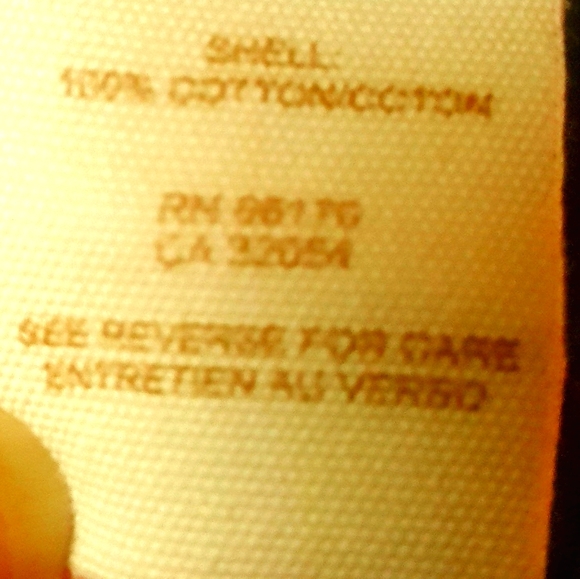 SHELL:
100% COTTON/COTON
RN
CA 32054
SEE REVERSE FOR CARE
ENTRETIEN AU VERSO